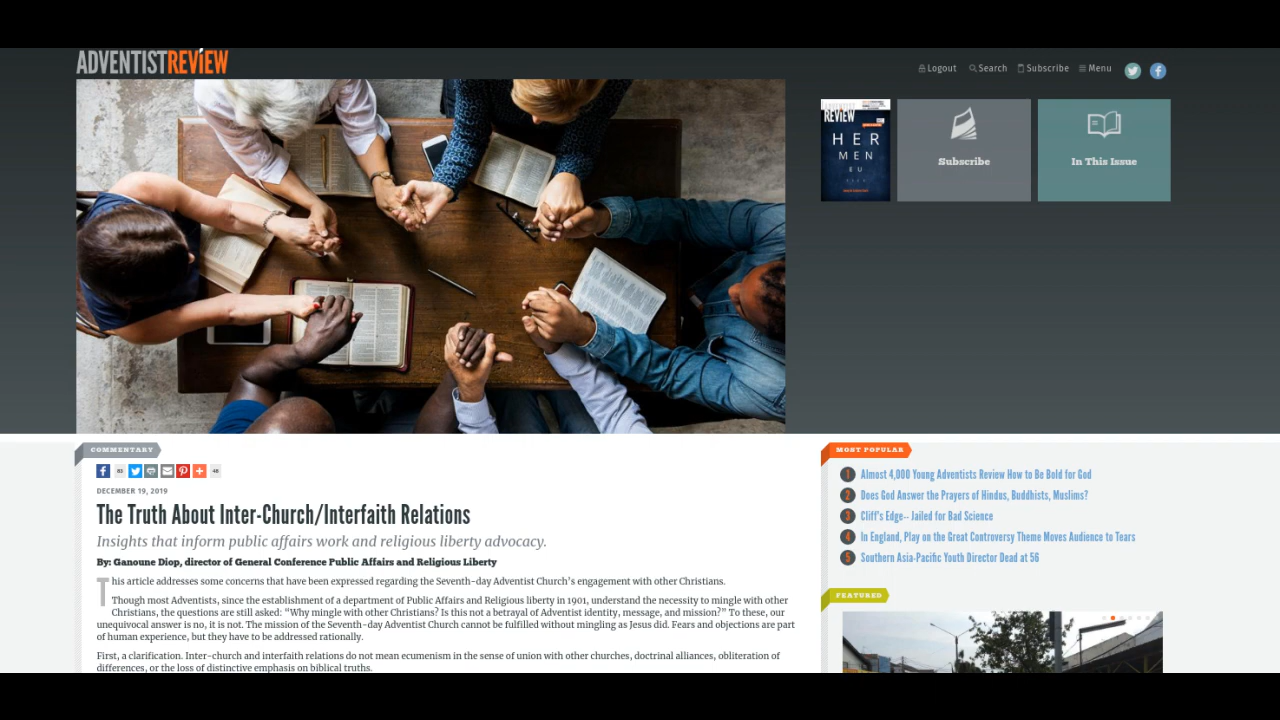 ADVENTISTREVIEW
Logout Search Subscribe Menu
REVIEW
HER
MEN
EU
Subscribe
In This Issue
COMMENTARY
83
48
DECEMBER 19, 2019
The Truth About Inter-Church/Interfaith Relations
Insights that inform public affairs work and religious liberty advocacy.
By: Ganoune Diop, director of General Conference Public Affairs and Religious Liberty
This article addresses some concerns that have been expressed regarding the Seventh-day Adventist Church's engagement with other Christians.
Though most Adventists, since the establishment of a department of Public Affairs and Religious liberty in 1901, understand the necessity to mingle with other
Christians, the questions are still asked: “Why mingle with other Christians? Is this not a betrayal of Adventist identity, message, and mission?” To these, our
unequivocal answer is no, it is not. The mission of the Seventh-day Adventist Church cannot be fulfilled without mingling as Jesus did. Fears and objections are part
of human experience, but they have to be addressed rationally.
First, a clarification. Inter-church and interfaith relations do not mean ecumenism in the sense of union with other churches, doctrinal alliances, obliteration of
differences, or the loss of distinctive emphasis on biblical truths.
MOST POPULAR
1 Almost 4,000 Young Adventists Review How to Be Bold for God
2 Does God Answer the Prayers of Hindus, Buddhists, Muslims?
3 Cliff's Edge-- Jailed for Bad Science
4 In England, Play on the Great Controversy Theme Moves Audience to Tears
5 Southern Asia-Pacific Youth Director Dead at 56
FEATURED